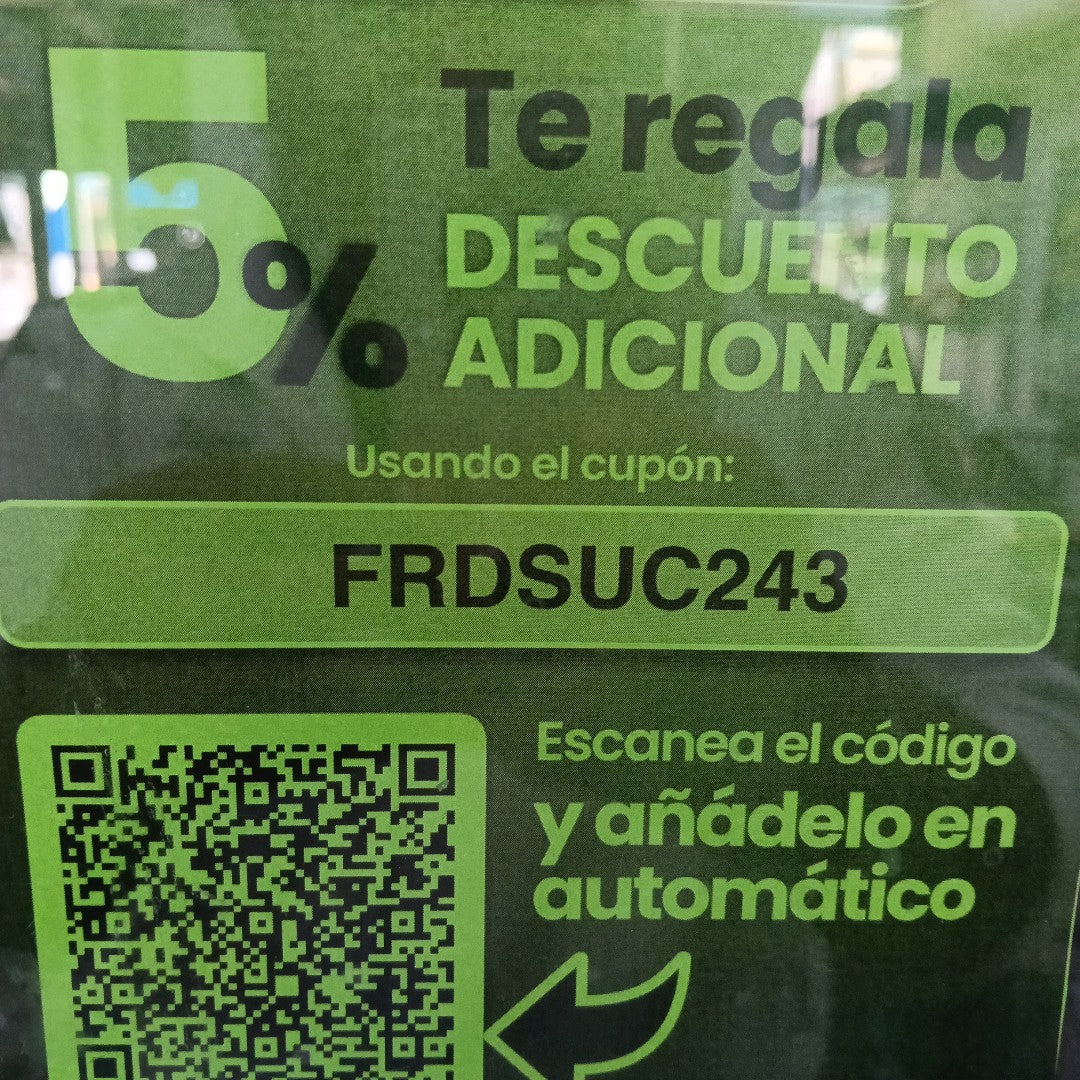 5%
Te regala
DESCUENTO
ADICIONAL
Usando el cupón:
FRDSUC243
Escanea el código
y añádelo en
automático